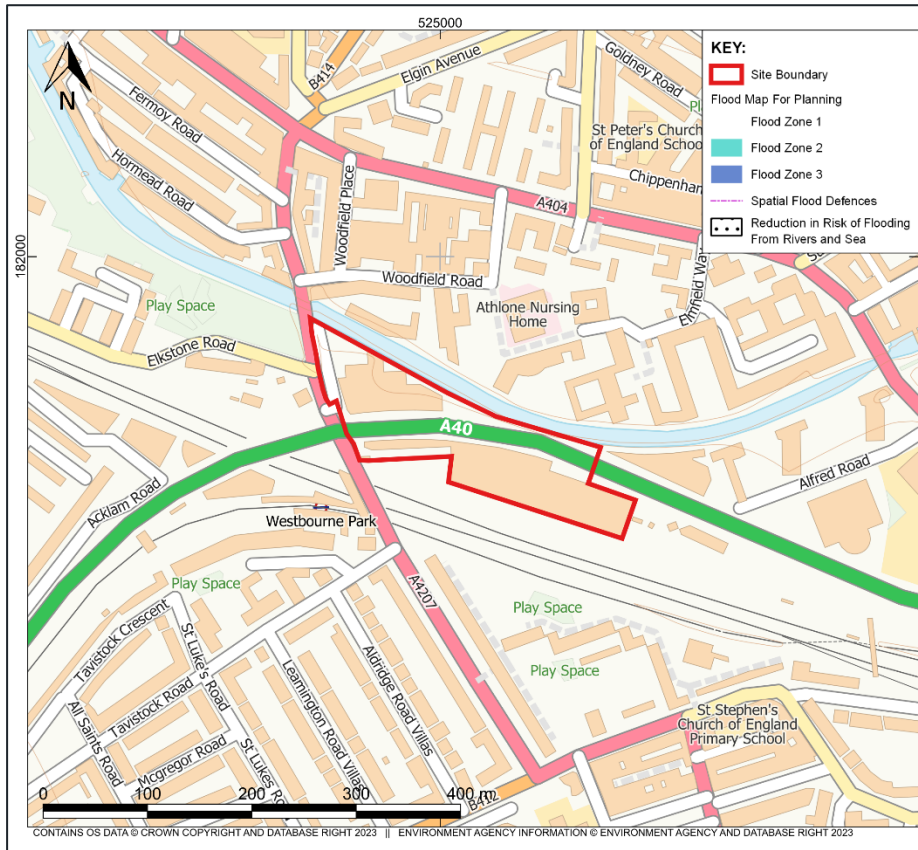 525000
182000
N
KEY:
Site Boundary
Flood Map For Planning
Flood Zone 1
Flood Zone 2
Flood Zone 3
Spatial Flood Defences
Reduction in Risk of Flooding
From Rivers and Sea
B414
Elgin Avenue
Goldney Road
Fermoy Road
St Peter's Church
of England School
Hormead Road
Woodfield Place
Chippenham
A404
Woodfield Road
Elmfield Way
Play Space
Athlone Nursing
Home
Elkstone Road
A40
Alfred Road
Acklam Road
Westbourne Park
A4207
Play Space
Play Space
Tavistock Crescent
St Luke's Road
Aldridge Road Villas
Play Space
Tavistock Road
Leamington Road Villas
All Saints Road
St Stephen's
Church of England
Primary School
Mcgregor Road
St Lukes Road
B412
0 100 200 300 400 m
CONTAINS OS DATA © CROWN COPYRIGHT AND DATABASE RIGHT 2023 || ENVIRONMENT AGENCY INFORMATION © ENVIRONMENT AGENCY AND DATABASE RIGHT 2023